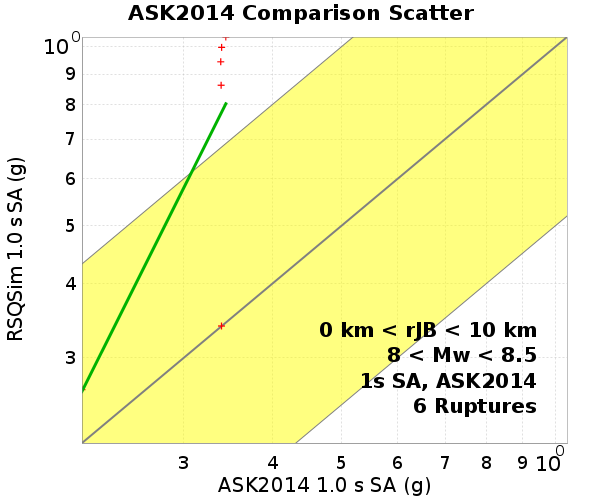 ASK2014 Comparison Scatter
RSQSim 1.0 s SA (g)
10⁰
9
8
7
6
5
4
3
0 km < rJB < 10 km
8 < Mw < 8.5
1s SA, ASK2014
6 Ruptures
3 4 5 6 7 8 9 10⁰
ASK2014 1.0 s SA (g)